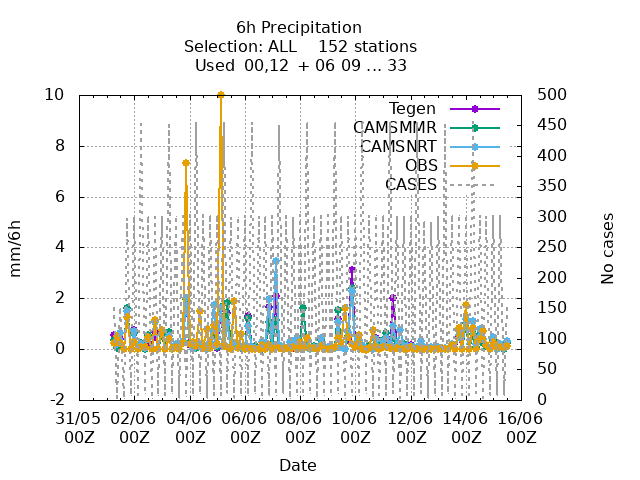 6h Precipitation
Selection: ALL 152 stations
Used 00,12 + 06 09 ... 33
10
8
6
4
2
0
-2
mm/6h
500
450
400
350
300
250
200
150
100
50
0
No cases
Tegen
CAMSMMR
CAMSNRT
OBS
CASES
31/05 02/06 04/06 06/06 08/06 10/06 12/06 14/06 16/06
00Z 00Z 00Z 00Z 00Z 00Z 00Z 00Z 00Z
Date